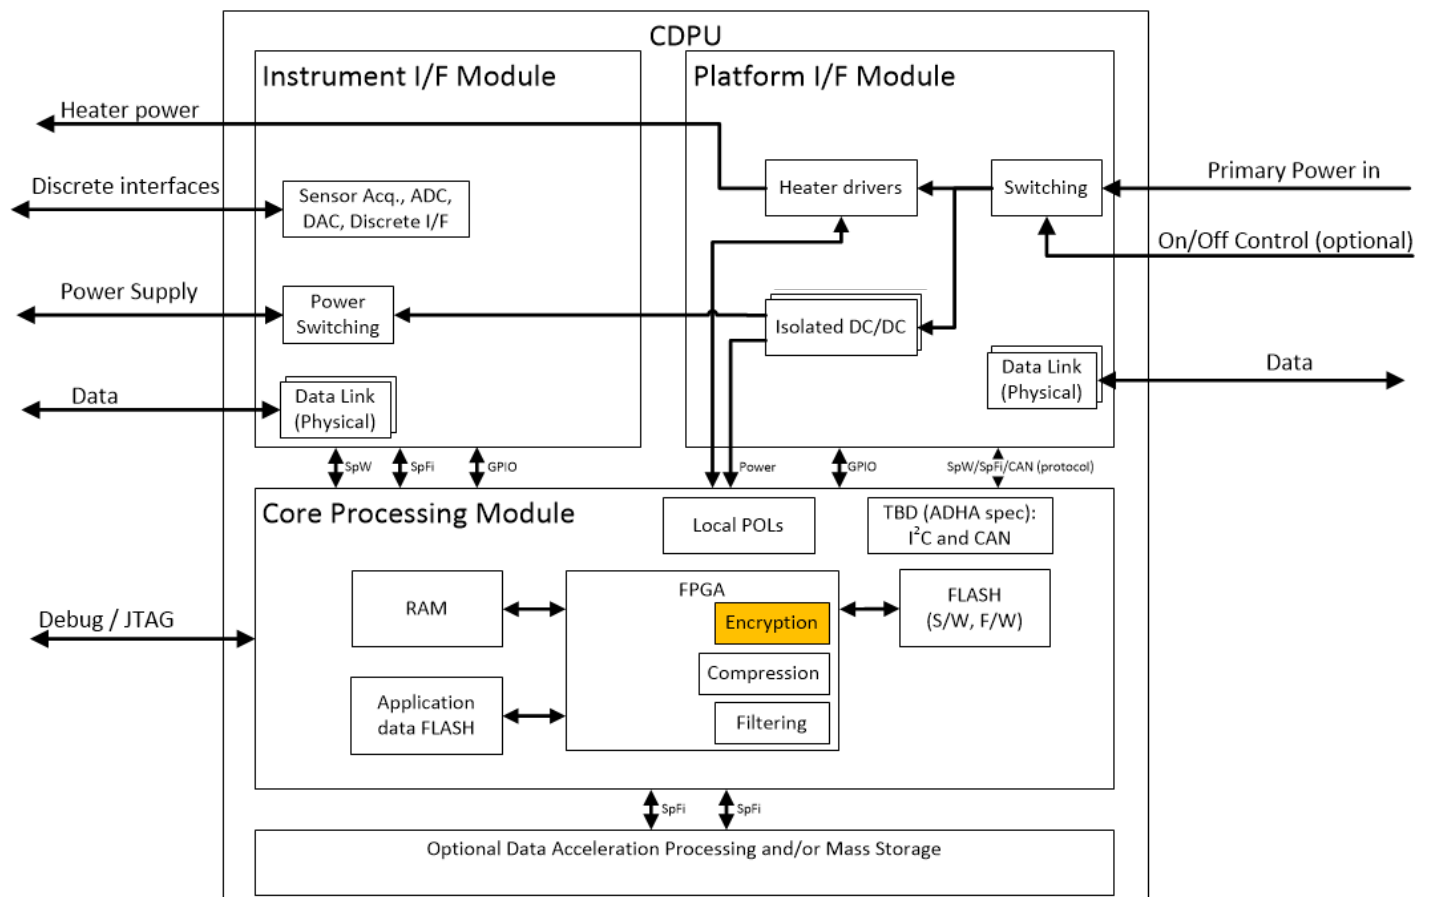 CDPU
Instrument I/F Module
Platform I/F Module
Heater power
Discrete interfaces
Sensor Acq., ADC,
DAC, Discrete I/F
Heater drivers
Switching
Primary Power in
On/Off Control (optional)
Power Supply
Power
Switching
Isolated DC/DC
Data
Data Link
(Physical)
Data Link
(Physical)
Data
SpW
SpFi
GPIO
Power
GPIO
SpW/SpFi/CAN (protocol)
Core Processing Module
Local POLs
TBD (ADHA spec):
I²C and CAN
RAM
FPGA
Encryption
Compression
Filtering
FLASH
(S/W, F/W)
Debug / JTAG
Application
data FLASH
SpFi
SpFi
Optional Data Acceleration Processing and/or Mass Storage